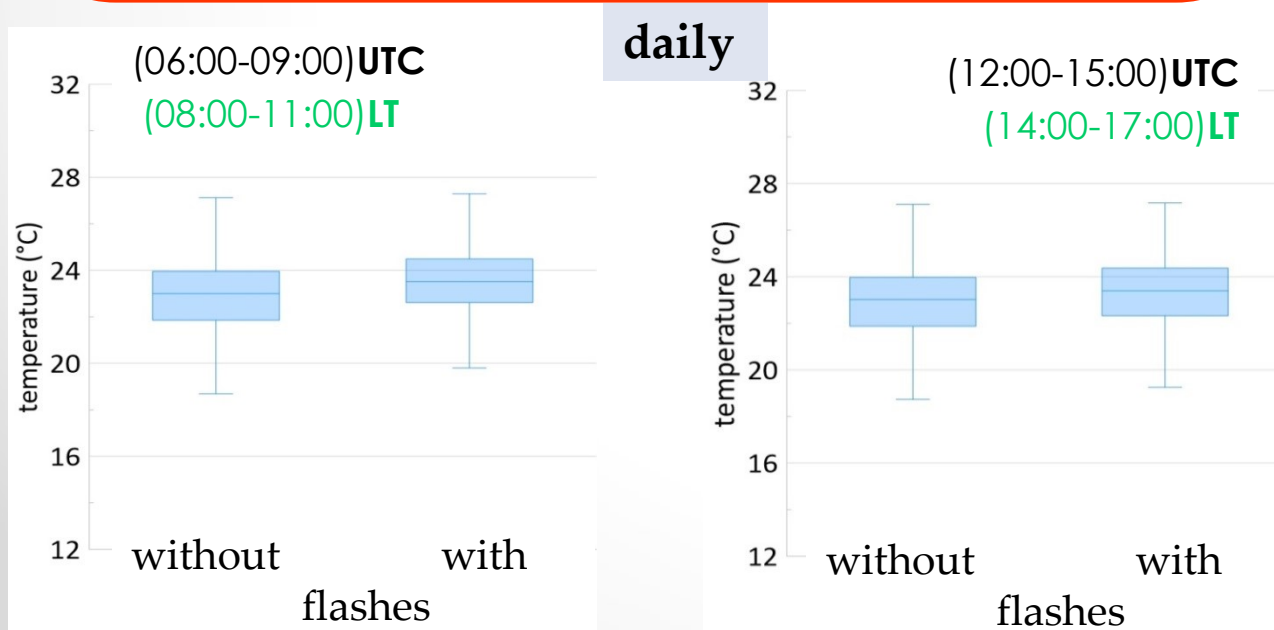 daily
(06:00-09:00)UTC
(08:00-11:00)LT
32
28
24
20
16
12
temperature (°C)
without with
flashes
(12:00-15:00)UTC
(14:00-17:00)LT
32
28
24
20
16
12
temperature (°C)
without with
flashes